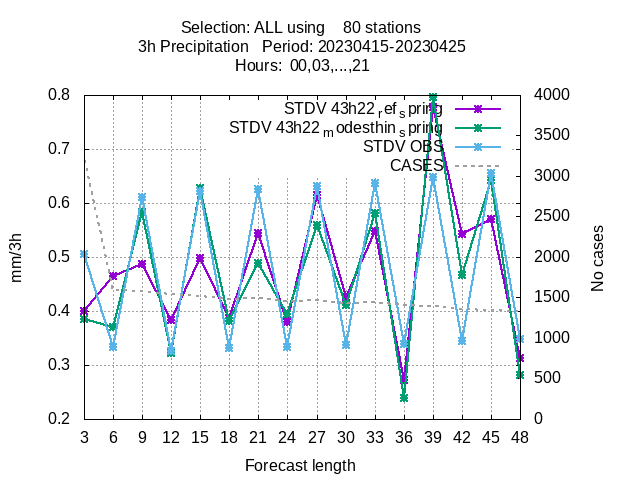 Selection: ALL using    80 stations
3h Precipitation   Period: 20230415-20230425
Hours:  00,03,...,21
STDV 43h22 ref spring
STDV 43h22 modesthin spring
STDV OBS
CASES
0.8
0.7
0.6
0.5
0.4
0.3
0.2
4000
3500
3000
2500
2000
1500
1000
500
0
mm/3h
No cases
3 6 9 12 15 18 21 24 27 30 33 36 39 42 45 48
Forecast length